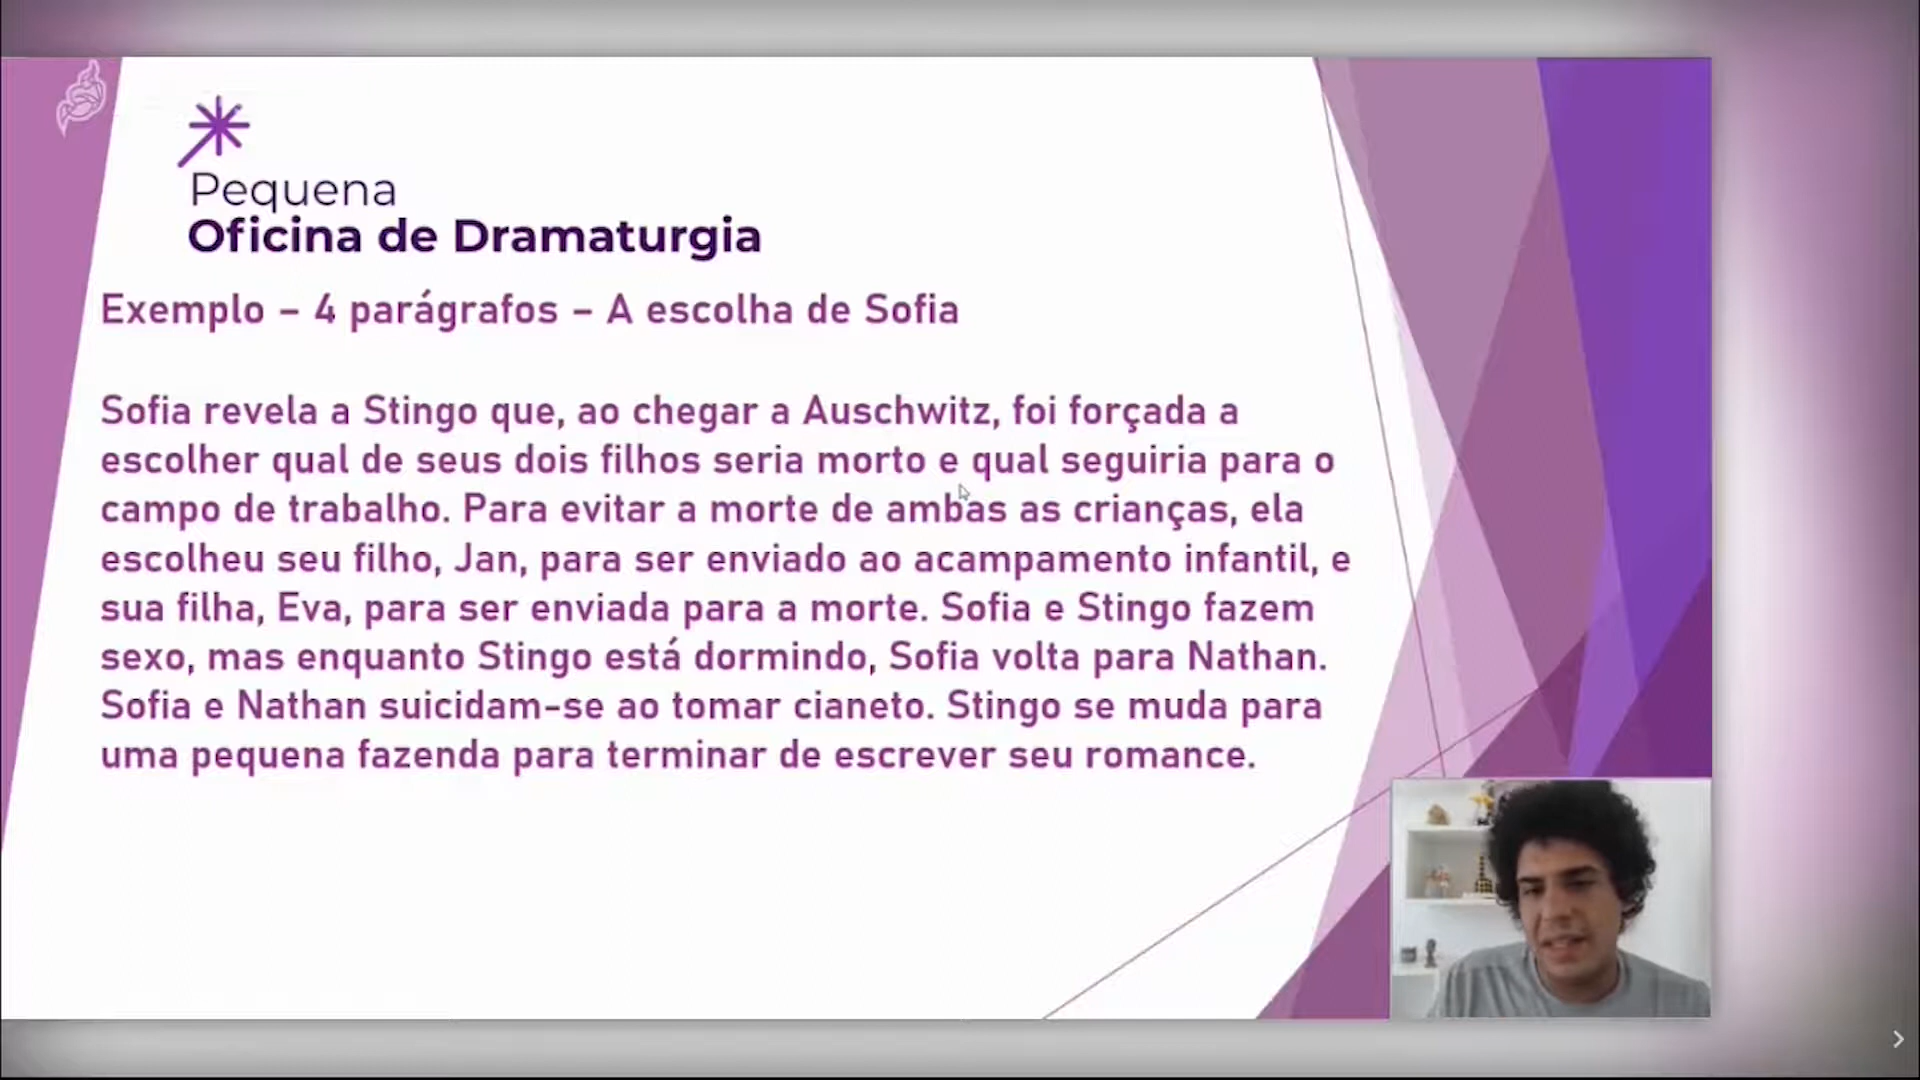 Pequena
Oficina de Dramaturgia
Exemplo – 4 parágrafos – A escolha de Sofia
Sofia revela a Stingo que, ao chegar a Auschwitz, foi forçada a
escolher qual de seus dois filhos seria morto e qual seguiria para o
campo de trabalho. Para evitar a morte de ambas as crianças, ela
escolheu seu filho, Jan, para ser enviado ao acampamento infantil, e
sua filha, Eva, para ser enviada para a morte. Sofia e Stingo fazem
sexo, mas enquanto Stingo está dormindo, Sofia volta para Nathan.
Sofia e Nathan suicidam-se ao tomar cianeto. Stingo se muda para
uma pequena fazenda para terminar de escrever seu romance.